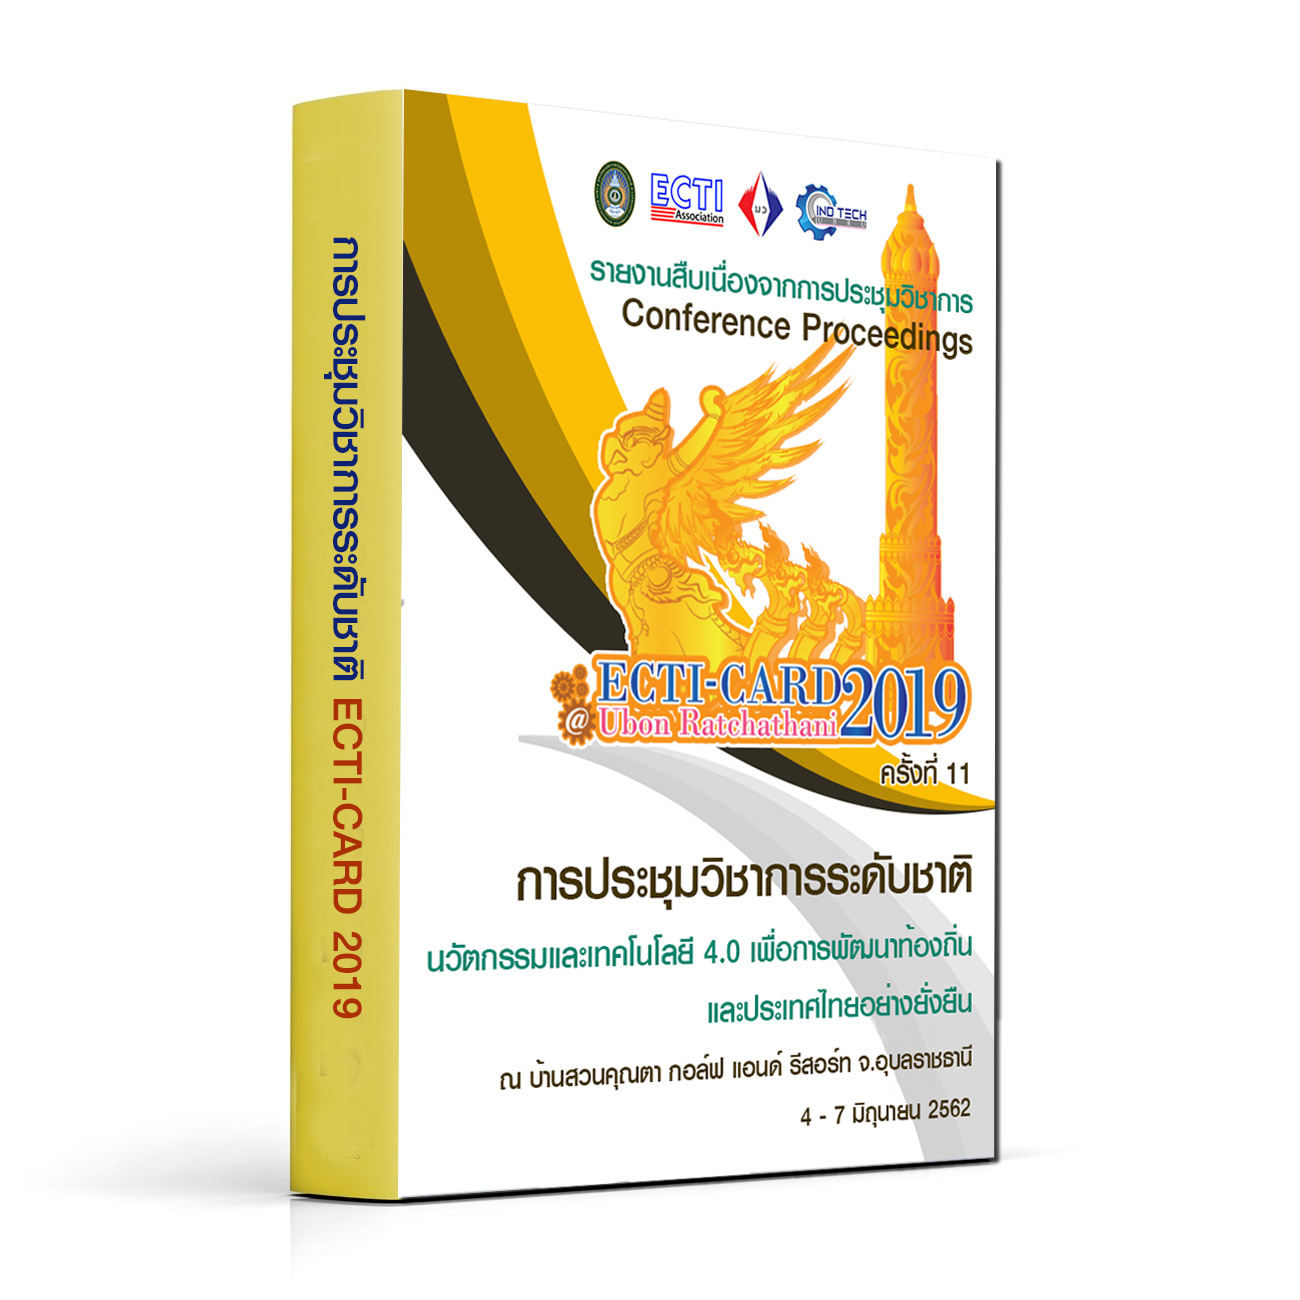 การประชุมวิชาการระดับชาติ ECTI-CARD 2019
ECTI
Association
มว
IND TECH
UBRU
รายงานสืบเนื่องจากการประชุมวิชาการ
Conference Proceedings
ECTI-CARD 2019
@ Ubon Ratchathani
ครั้งที่ 11
การประชุมวิชาการระดับชาติ
นวัตกรรมและเทคโนโลยี 4.0 เพื่อการพัฒนาท้องถิ่น
และประเทศไทยอย่างยั่งยืน
ณ บ้านสวนคุณตา กอล์ฟ แอนด์ รีสอร์ท จ.อุบลราชธานี
4 - 7 มิถุนายน 2562